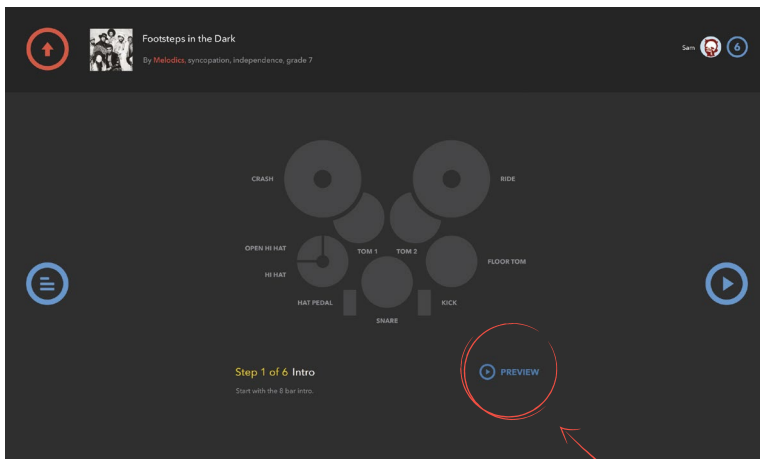 Footsteps in the Dark
By Melodics, syncopation, independence, grade 7
Sam
6
CRASH
RIDE
OPEN HI HAT
TOM 1
TOM 2
FLOOR TOM
HI HAT
HAT PEDAL
KICK
SNARE
Step 1 of 6 Intro
PREVIEW
Start with the 8 bar intro.